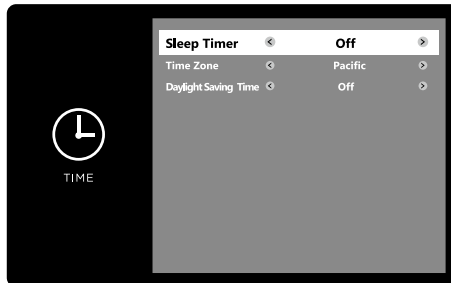 Sleep Timer Off
Time Zone Pacific
Daylight Saving Time Off
TIME